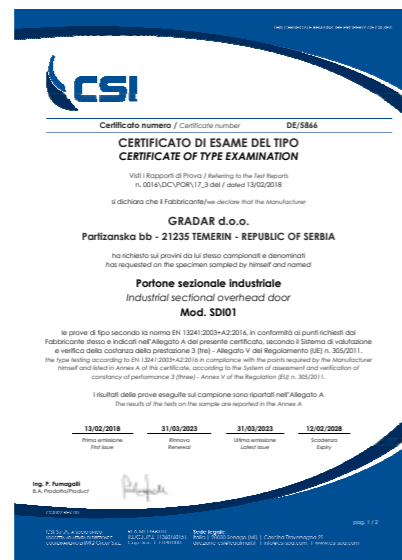 CSI
Certificato numero / Certificate number DE/5866
CERTIFICATO DI ESAME DEL TIPO
CERTIFICATE OF TYPE EXAMINATION
Visti i Rapporti di Prova / Referring to the Test Reports
n. 0016\DC\POR\17_3 del / dated 13/02/2018
si dichiara che il Fabbricante/we declare that the Manufacturer
GRADAR d.o.o.
Partizanska bb - 21235 TEMERIN - REPUBLIC OF SERBIA
ha richiesto sui specimen da lui stesso campionati e denominati
has requested on the specimen sampled by himself and named
Portone sezionale industriale
Industrial sectional overhead door
Mod. SDI01
le prove di tipo secondo la norma EN 13241:2003+A2:2016, in conformità ai punti richiesti dal
Fabbricante stesso e indicati nell'Allegato A del presente certificato, secondo il Sistema di valutazione
e verifica della costanza della prestazione 3 (tre) - Allegato V del Regolamento (UE) n. 305/2011.
the type testing according to EN 13241:2003+A2:2016 in compliance with the points required by the Manufacturer
himself and listed in Annex A of this certificate, according to the System of assessment and verification of
constancy of performance 3 (three) - Annex V of the Regulation (EU) n. 305/2011.
I risultati delle prove eseguite sul campione sono riportati nell'Allegato A
The results of the tests on the sample are reported in the Annex A
13/02/2018 31/03/2023 31/03/2023 12/02/2028
Prima emissione Rinnovo Ultima emissione Scadenza
First issue Renewal Latest issue Expiry
Ing. P. Fumagalli
B.A. Prodotto/Product
pag. 1 / 2
Sede legale:
Italia | 20030 Senago (MI) | Cascina Traversagna 21